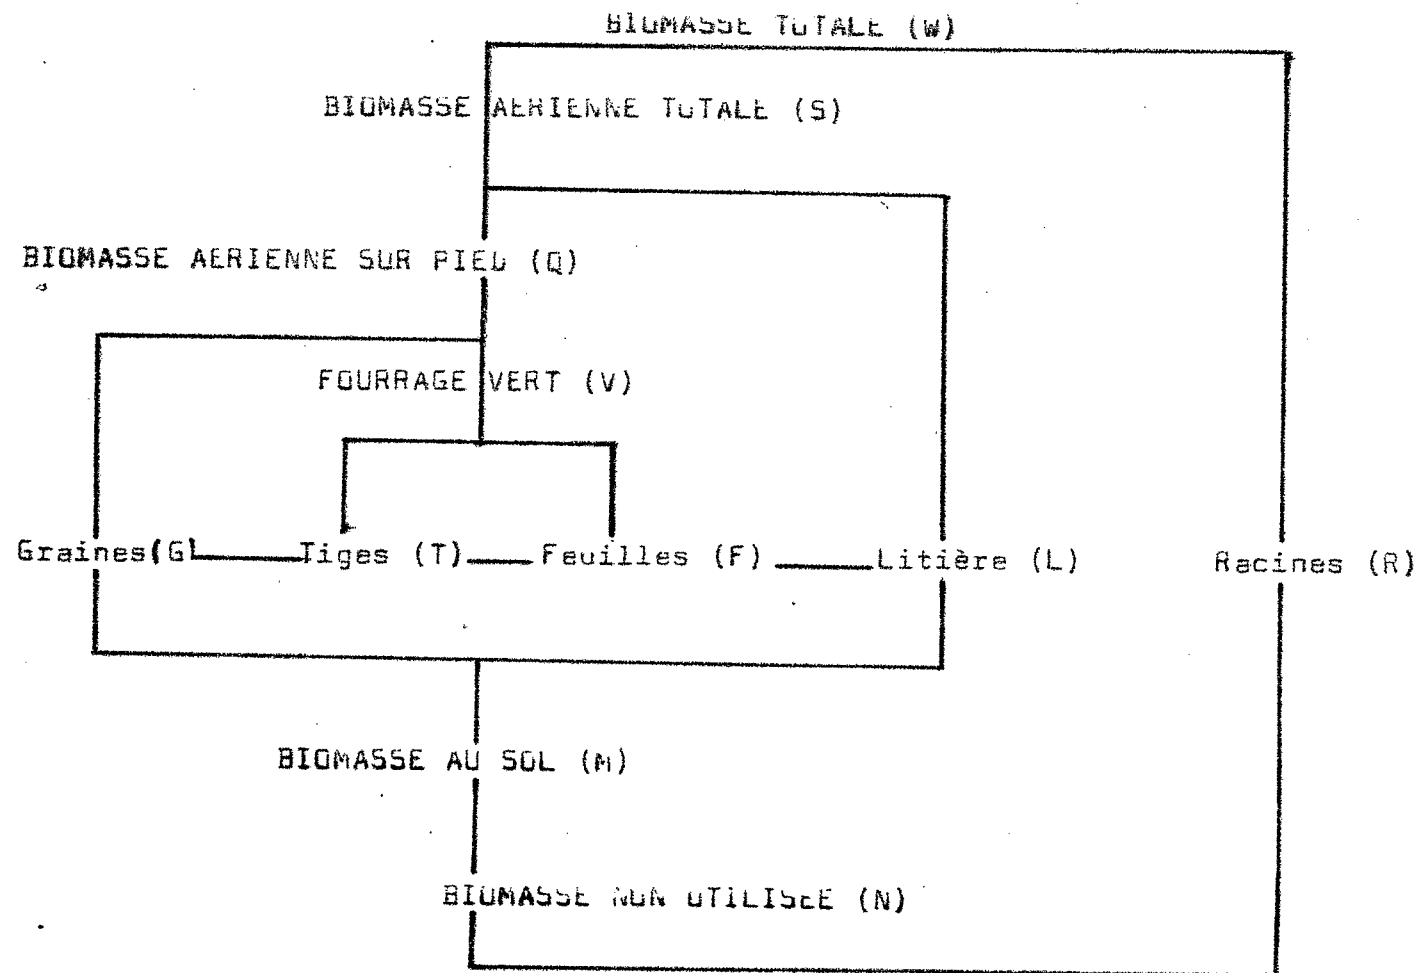 BIOMASSE TOTALE (W)
BIOMASSE AERIENNE TOTALE (S)
BIOMASSE AERIENNE SUR PIED (Q)
FOURRAGE VERT (V)
Graines(G) Tiges (T) Feuilles (F) Litière (L) Racines (R)
BIOMASSE AU SOL (M)
BIOMASSE NON UTILISEE (N)